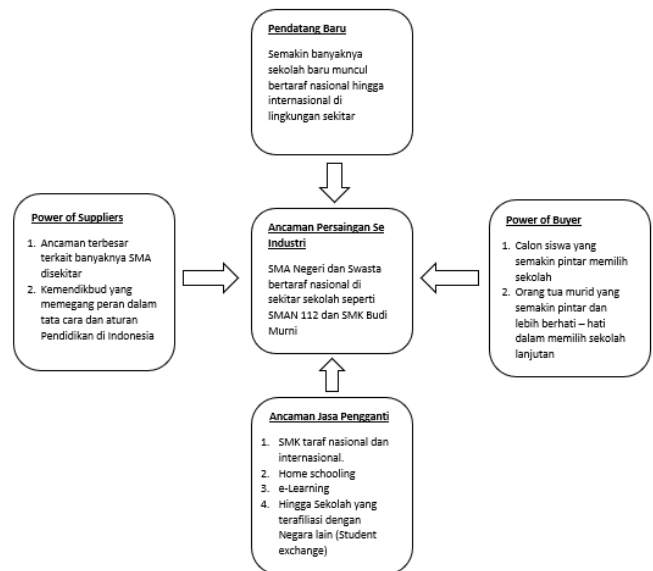 Pendatang Baru
Semakin banyaknya
sekolah baru muncul
bertaraf nasional hingga
internasional di
lingkungan sekitar
Power of Suppliers
1. Ancaman terbesar
terkait banyaknya SMA
disekitar
2. Kemendikbud yang
memegang peran dalam
tata cara dan aturan
Pendidikan di Indonesia
Ancaman Persaingan Se
Industri
SMA Negeri dan Swasta
bertaraf nasional di
sekitar sekolah seperti
SMAN 112 dan SMK Budi
Murni
Power of Buyer
1. Calon siswa yang
semakin pintar memilih
sekolah
2. Orang tua murid yang
semakin pintar dan
lebih berhati – hati
dalam memilih sekolah
lanjutan
Ancaman Jasa Pengganti
1. SMK taraf nasional dan
internasional.
2. Home schooling
3. e-Learning
4. Hingga Sekolah yang
terafiliasi dengan
Negara lain (Student
exchange)